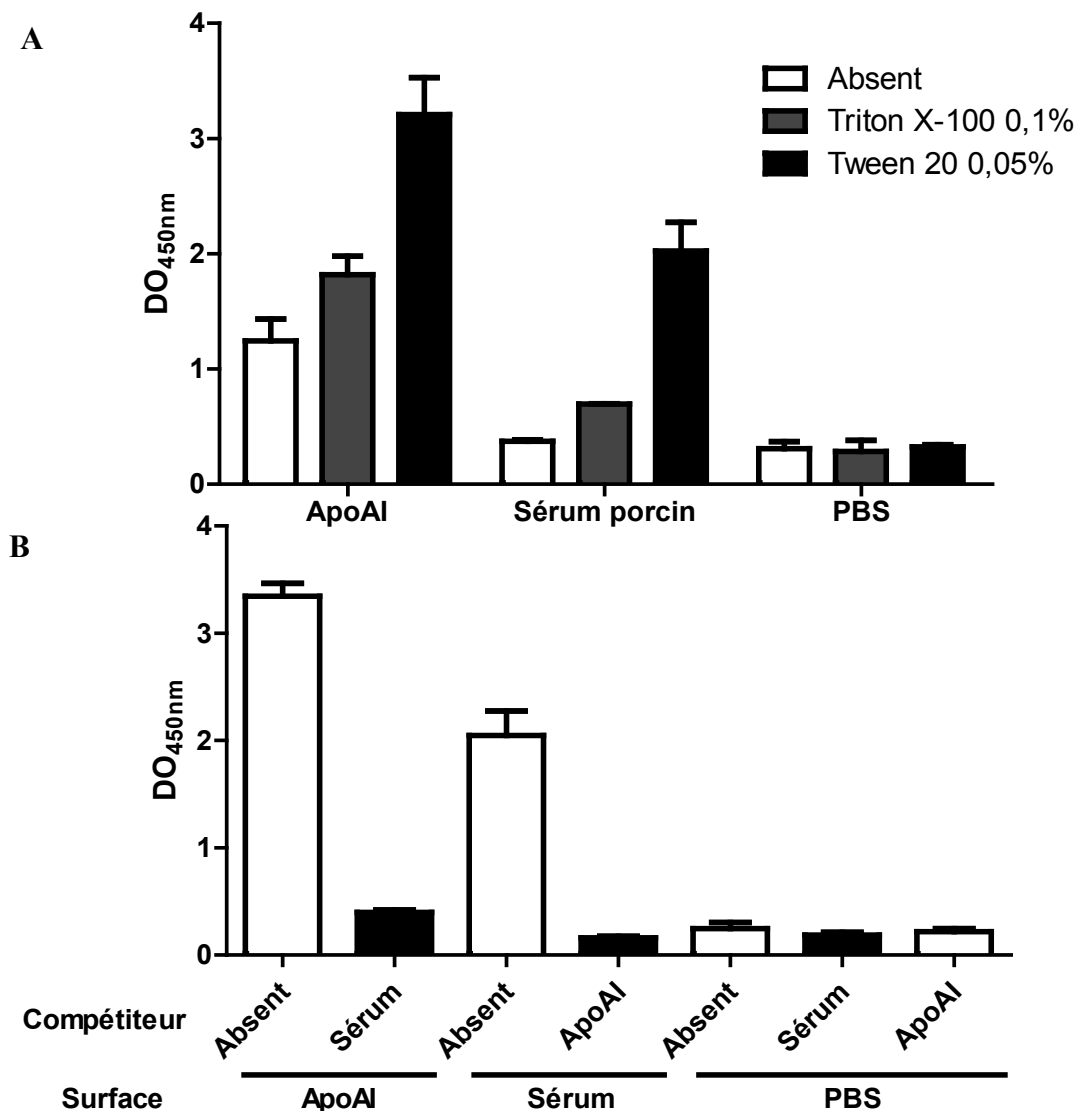 A
4
3
2
1
0
DO450nm
Absent
Triton X-100 0,1%
Tween 20 0,05%
ApoAI Sérum porcin PBS
B
4
3
2
1
0
DO450nm
Compétiteur Absent Sérum Absent ApoAI Absent Sérum ApoAI
Surface ApoAI Sérum PBS